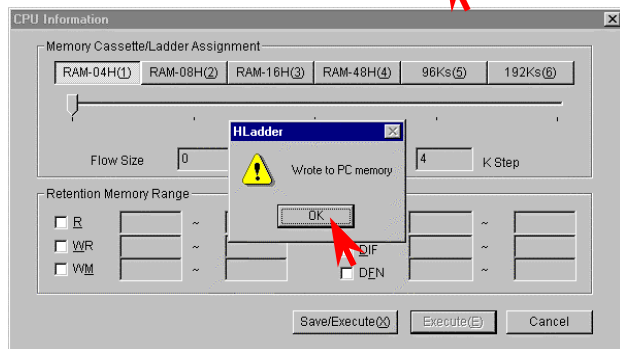 CPU Information
Memory Cassette/Ladder Assignment
RAM-04H(1) RAM-08H(2) RAM-16H(3) RAM-48H(4) 96Ks(5) 192Ks(6)
HLadder
Flow Size 0 Wrote to PC memory 4 K Step
Retention Memory Range
OK
R ~ ~
WR ~ DIF ~
WM ~ DFN ~
Save/Execute(X) Execute(E) Cancel